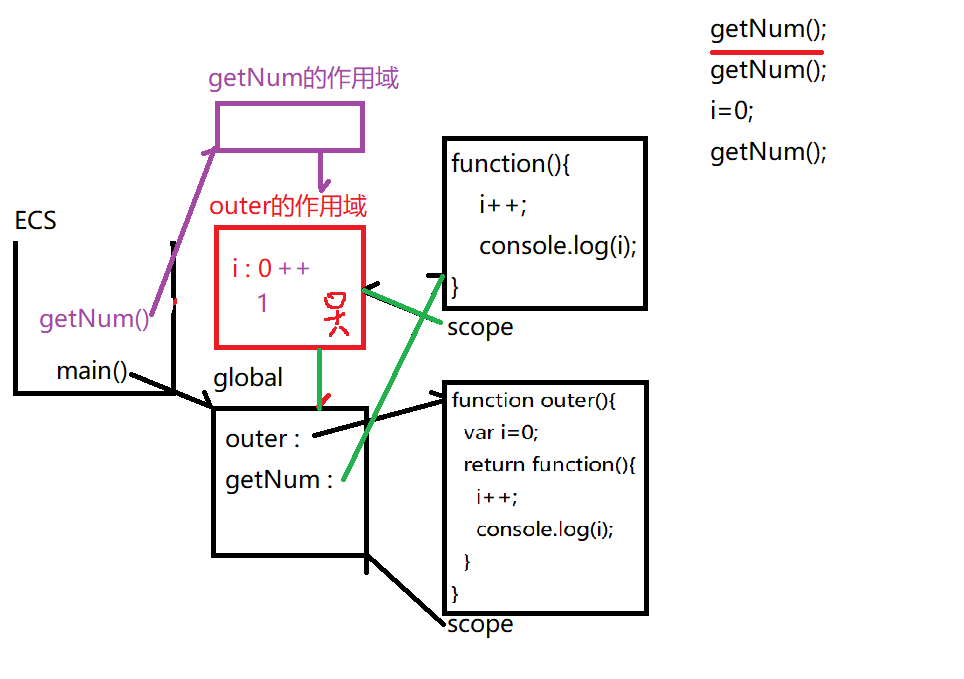 getNum();
getNum();
i=0;
getNum();
getNum的作用域
outer的作用域
i : 0 ++
1
ECS
getNum()
main()
global
outer :
getNum :
function(){
i++;
console.log(i);
}
scope
function outer(){
var i=0;
return function(){
i++;
console.log(i);
}
}
scope